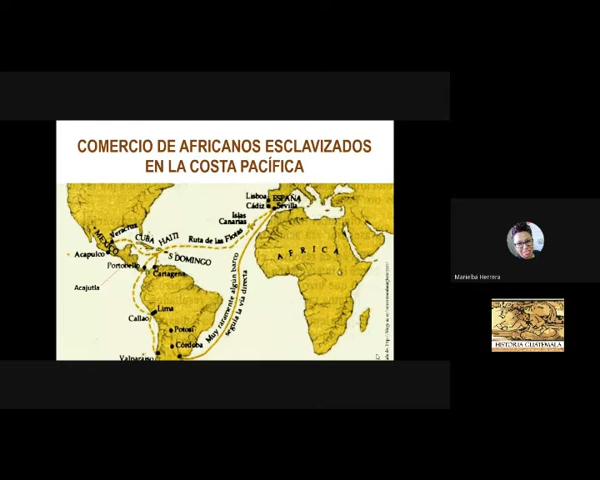 COMERCIO DE AFRICANOS ESCLAVIZADOS
EN LA COSTA PACÍFICA
Lisboa
ESPAÑA
Cádiz
Sevilla
Islas
Canarias
Veracruz
MEXICO
CUBA
HAITI
Ruta de las Flotas
AFRICA
Acapulco
S. DOMINGO
Portobello
Cartagena
Acajutla
Muy raramente algún barco
seguía la vía directa
Lima
Callao
Potosí
Córdoba
Valparaíso
Marielba Herrera
HISTORIA GUATEMALA